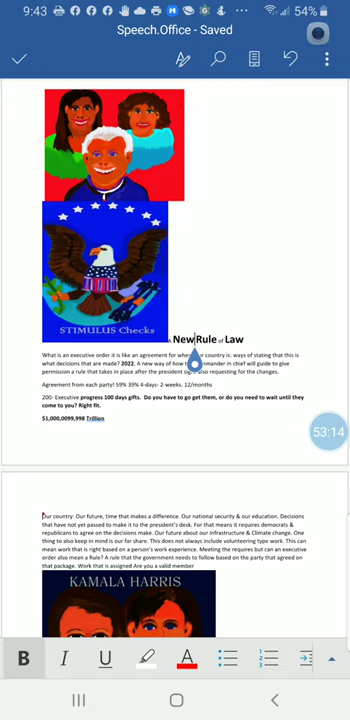 9:43
54%
Speech.Office - Saved
STIMULUS Checks
A New Rule of Law
What is an executive order it is like an agreement for whe r country is: ways of stating that this is
what decisions that are made? 2022, A new way of how t mmander in chief will guide to give
permission a rule that takes in place after the president sig also requesting for the changes.
Agreement from each party! 59% 39% 4-days- 2-weeks. 12/months
200- Executive progress 100 days gifts. Do you have to go get them, or do you need to wait until they
come to you? Right fit.
$1,000,0099,998 Trillion
53:14
Our country: Our future, time that makes a difference. Our national security & our education. Decisions
that have not yet passed to make it to the president's desk. For that means it requires democrats &
republicans to agree on the decisions make. Our future about our infrastructure & Climate change. One
thing to also keep in mind is our fair share. This does not always include volunteering type work. This can
mean work that is right based on a person's work experience. Meeting the requires but can an executive
order also mean a Rule? A rule that the government needs to follow based on the party that agreed on
that package. Work that is assigned Are you a valid member
KAMALA HARRIS
B I U A